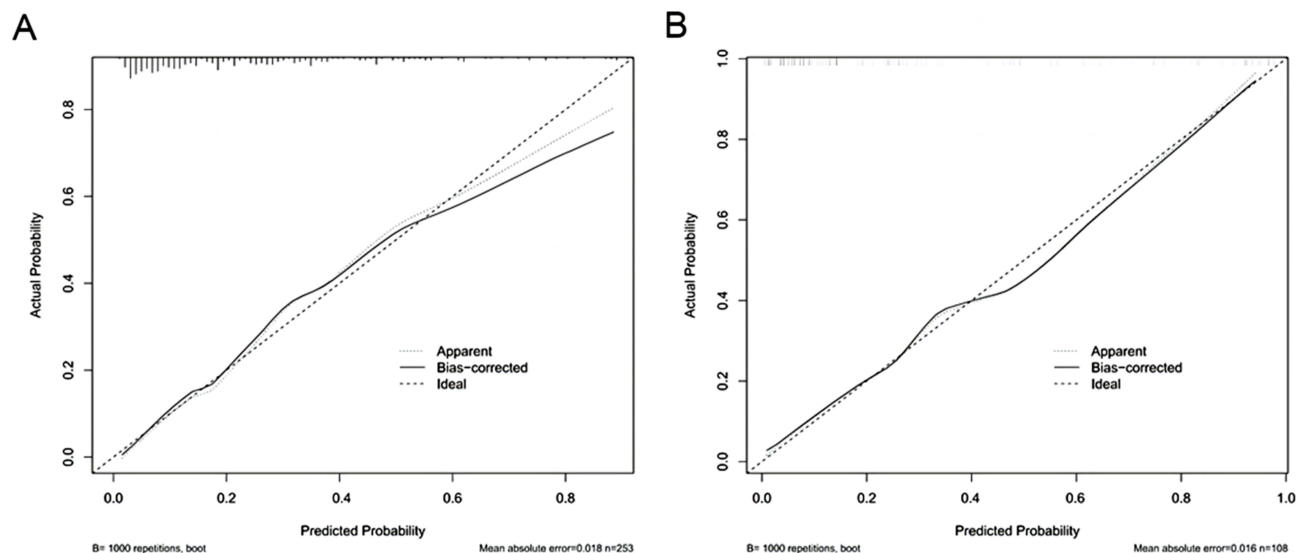 A
Actual Probability
0.8
0.6
0.4
0.2
0.0
Apparent
Bias-corrected
Ideal
0.0 0.2 0.4 0.6 0.8
Predicted Probability
B= 1000 repetitions, boot
Mean absolute error=0.018 n=253
B
Actual Probability
1.0
0.8
0.6
0.4
0.2
0.0
Apparent
Bias-corrected
Ideal
0.0 0.2 0.4 0.6 0.8 1.0
Predicted Probability
B= 1000 repetitions, boot
Mean absolute error=0.016 n=108